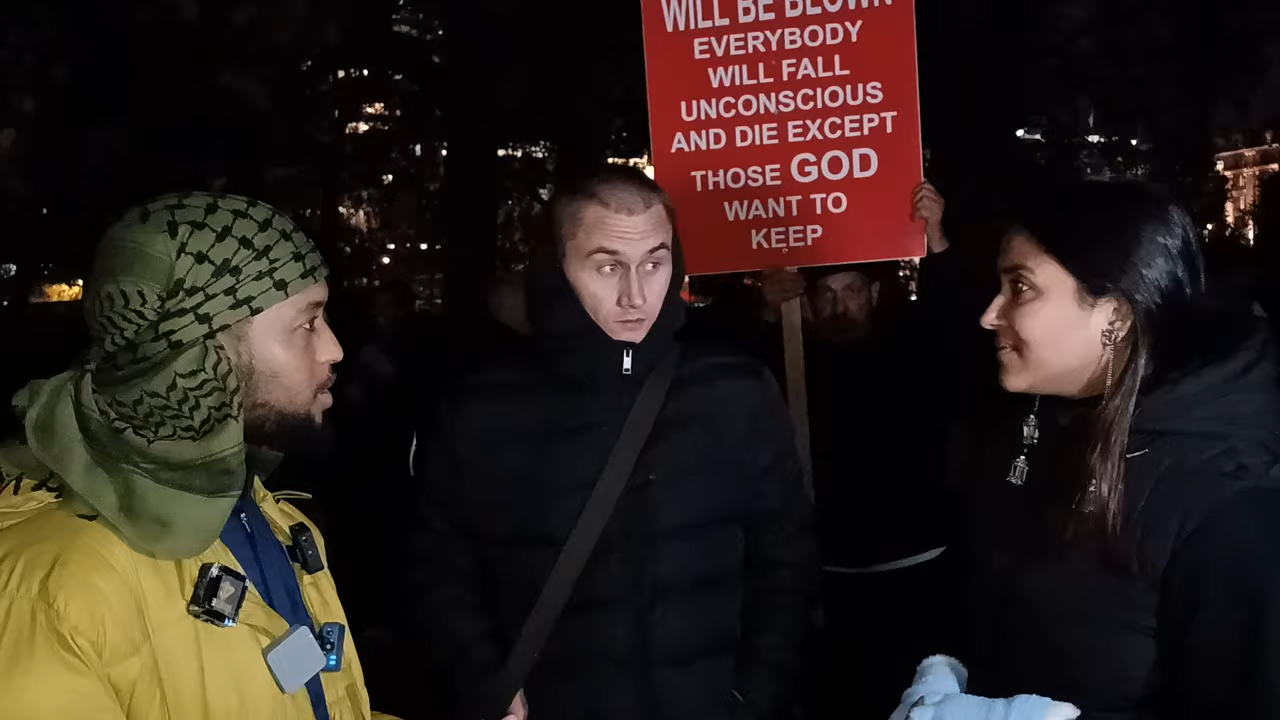 WILL BE BLOWN
EVERYBODY
WILL FALL
UNCONSCIOUS
AND DIE EXCEPT
THOSE GOD
WANT TO
KEEP